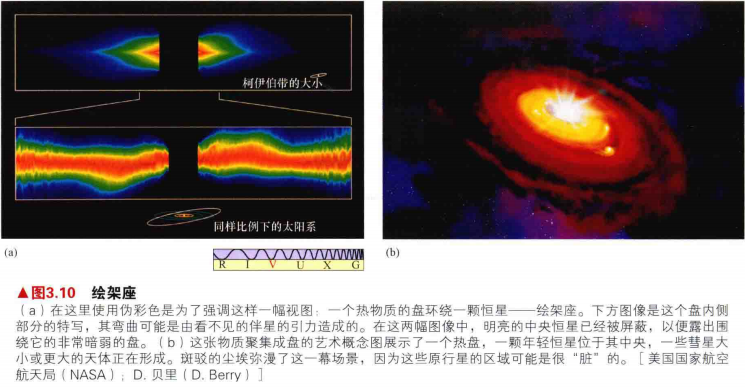 柯伊伯带的大小
同样比例下的太阳系
(a)
R I V U X G
(b)
▲图3.10 绘架座
（a）在这里使用伪彩色是为了强调这样一幅视图：一个热物质的盘环绕一颗恒星——绘架座。下方图像是这个盘内侧
部分的特写，其弯曲可能是由看不见的伴星的引力造成的。在这两幅图像中，明亮的中央恒星已经被屏蔽，以便露出围
绕它的非常暗弱的盘。（b）这张物质聚集成盘的艺术概念图展示了一个热盘，一颗年轻恒星位于其中央，一些彗星大
小或更大的天体正在形成。斑驳的尘埃弥漫了这一幕场景，因为这些原行星的区域可能是很“脏”的。［美国国家航空
航天局（NASA）；D. 贝里（D. Berry）］